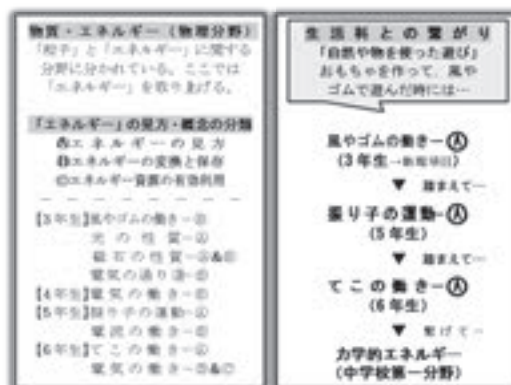 物質・エネルギー（物理分野）
「粒子」と「エネルギー」に関する
分野に分かれている。ここでは
「エネルギー」を取り上げる。
「エネルギー」の見方・概念の分類
Ⓐエネルギーの見方
Ⓑエネルギーの変換と保存
Ⓒエネルギー資源の有効利用
【3年生】風やゴムの働き-
光の性質-
磁石の性質-
電気の通り道-
【4年生】電気の働き-
【5年生】振り子の運動-
電流の働き-
【6年生】てこの働き-
電気の働き-
生活科との繋がり
「自然や物を使った遊び」
おもちゃを作って、風や
ゴムで遊んだ時には…
風やゴムの働き-Ⓐ
(3年生→新規項目)
▼ 踏まえて…
振り子の運動-Ⓐ
(5年生)
▼ 踏まえて…
てこの働き-Ⓐ
(6年生)
▼ 繋げて…
力学的エネルギー
(中学校第一分野)